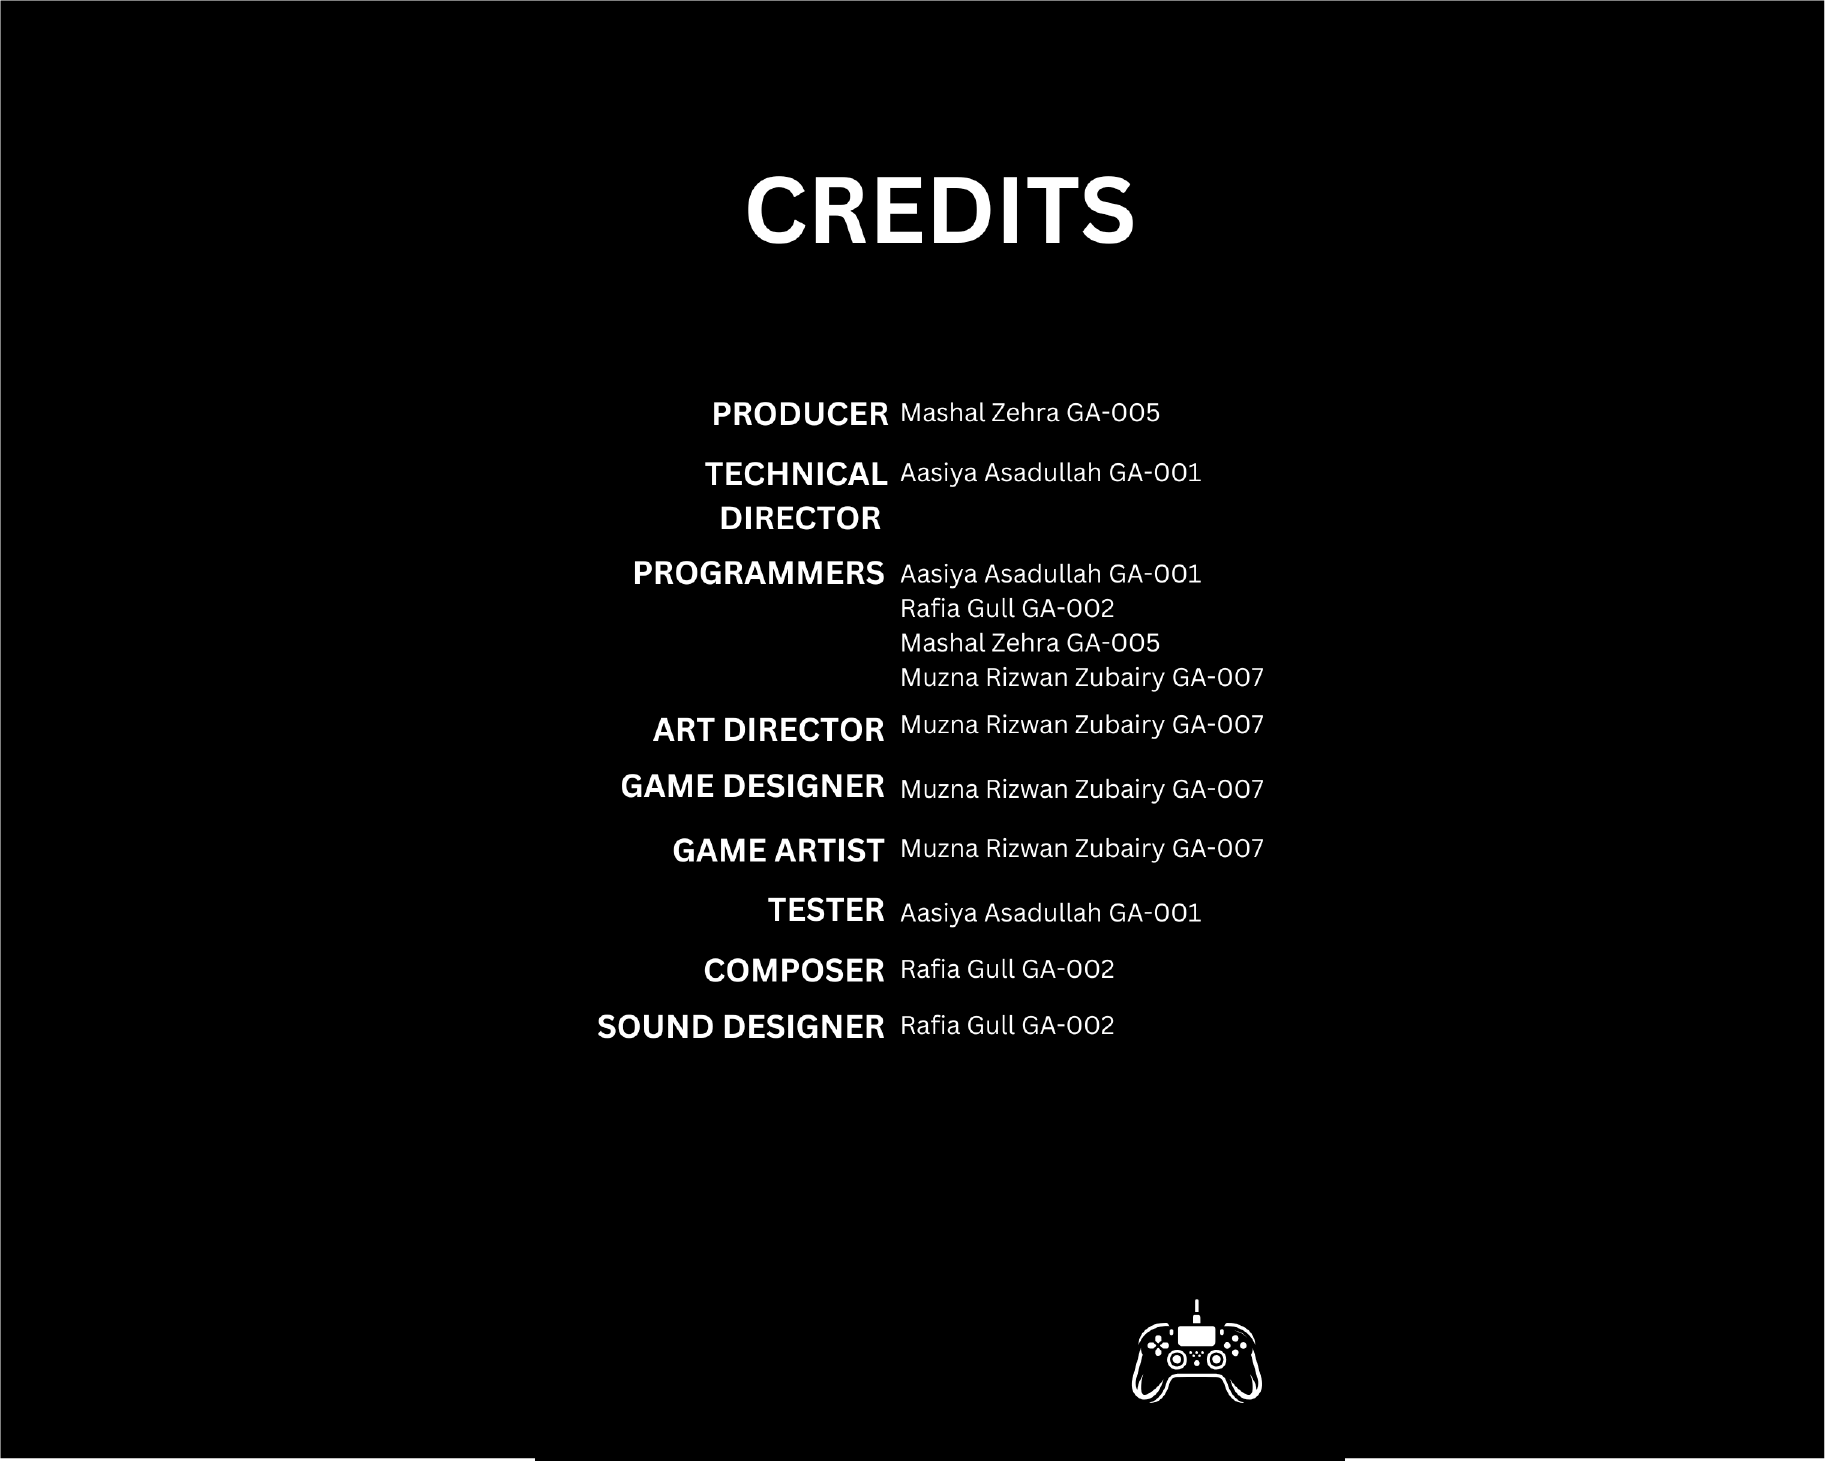 CREDITS
PRODUCER Mashal Zehra GA-005
TECHNICAL Aasiya Asadullah GA-001
DIRECTOR
PROGRAMMERS Aasiya Asadullah GA-001
Rafia Gull GA-002
Mashal Zehra GA-005
Muzna Rizwan Zubairy GA-007
ART DIRECTOR Muzna Rizwan Zubairy GA-007
GAME DESIGNER Muzna Rizwan Zubairy GA-007
GAME ARTIST Muzna Rizwan Zubairy GA-007
TESTER Aasiya Asadullah GA-001
COMPOSER Rafia Gull GA-002
SOUND DESIGNER Rafia Gull GA-002